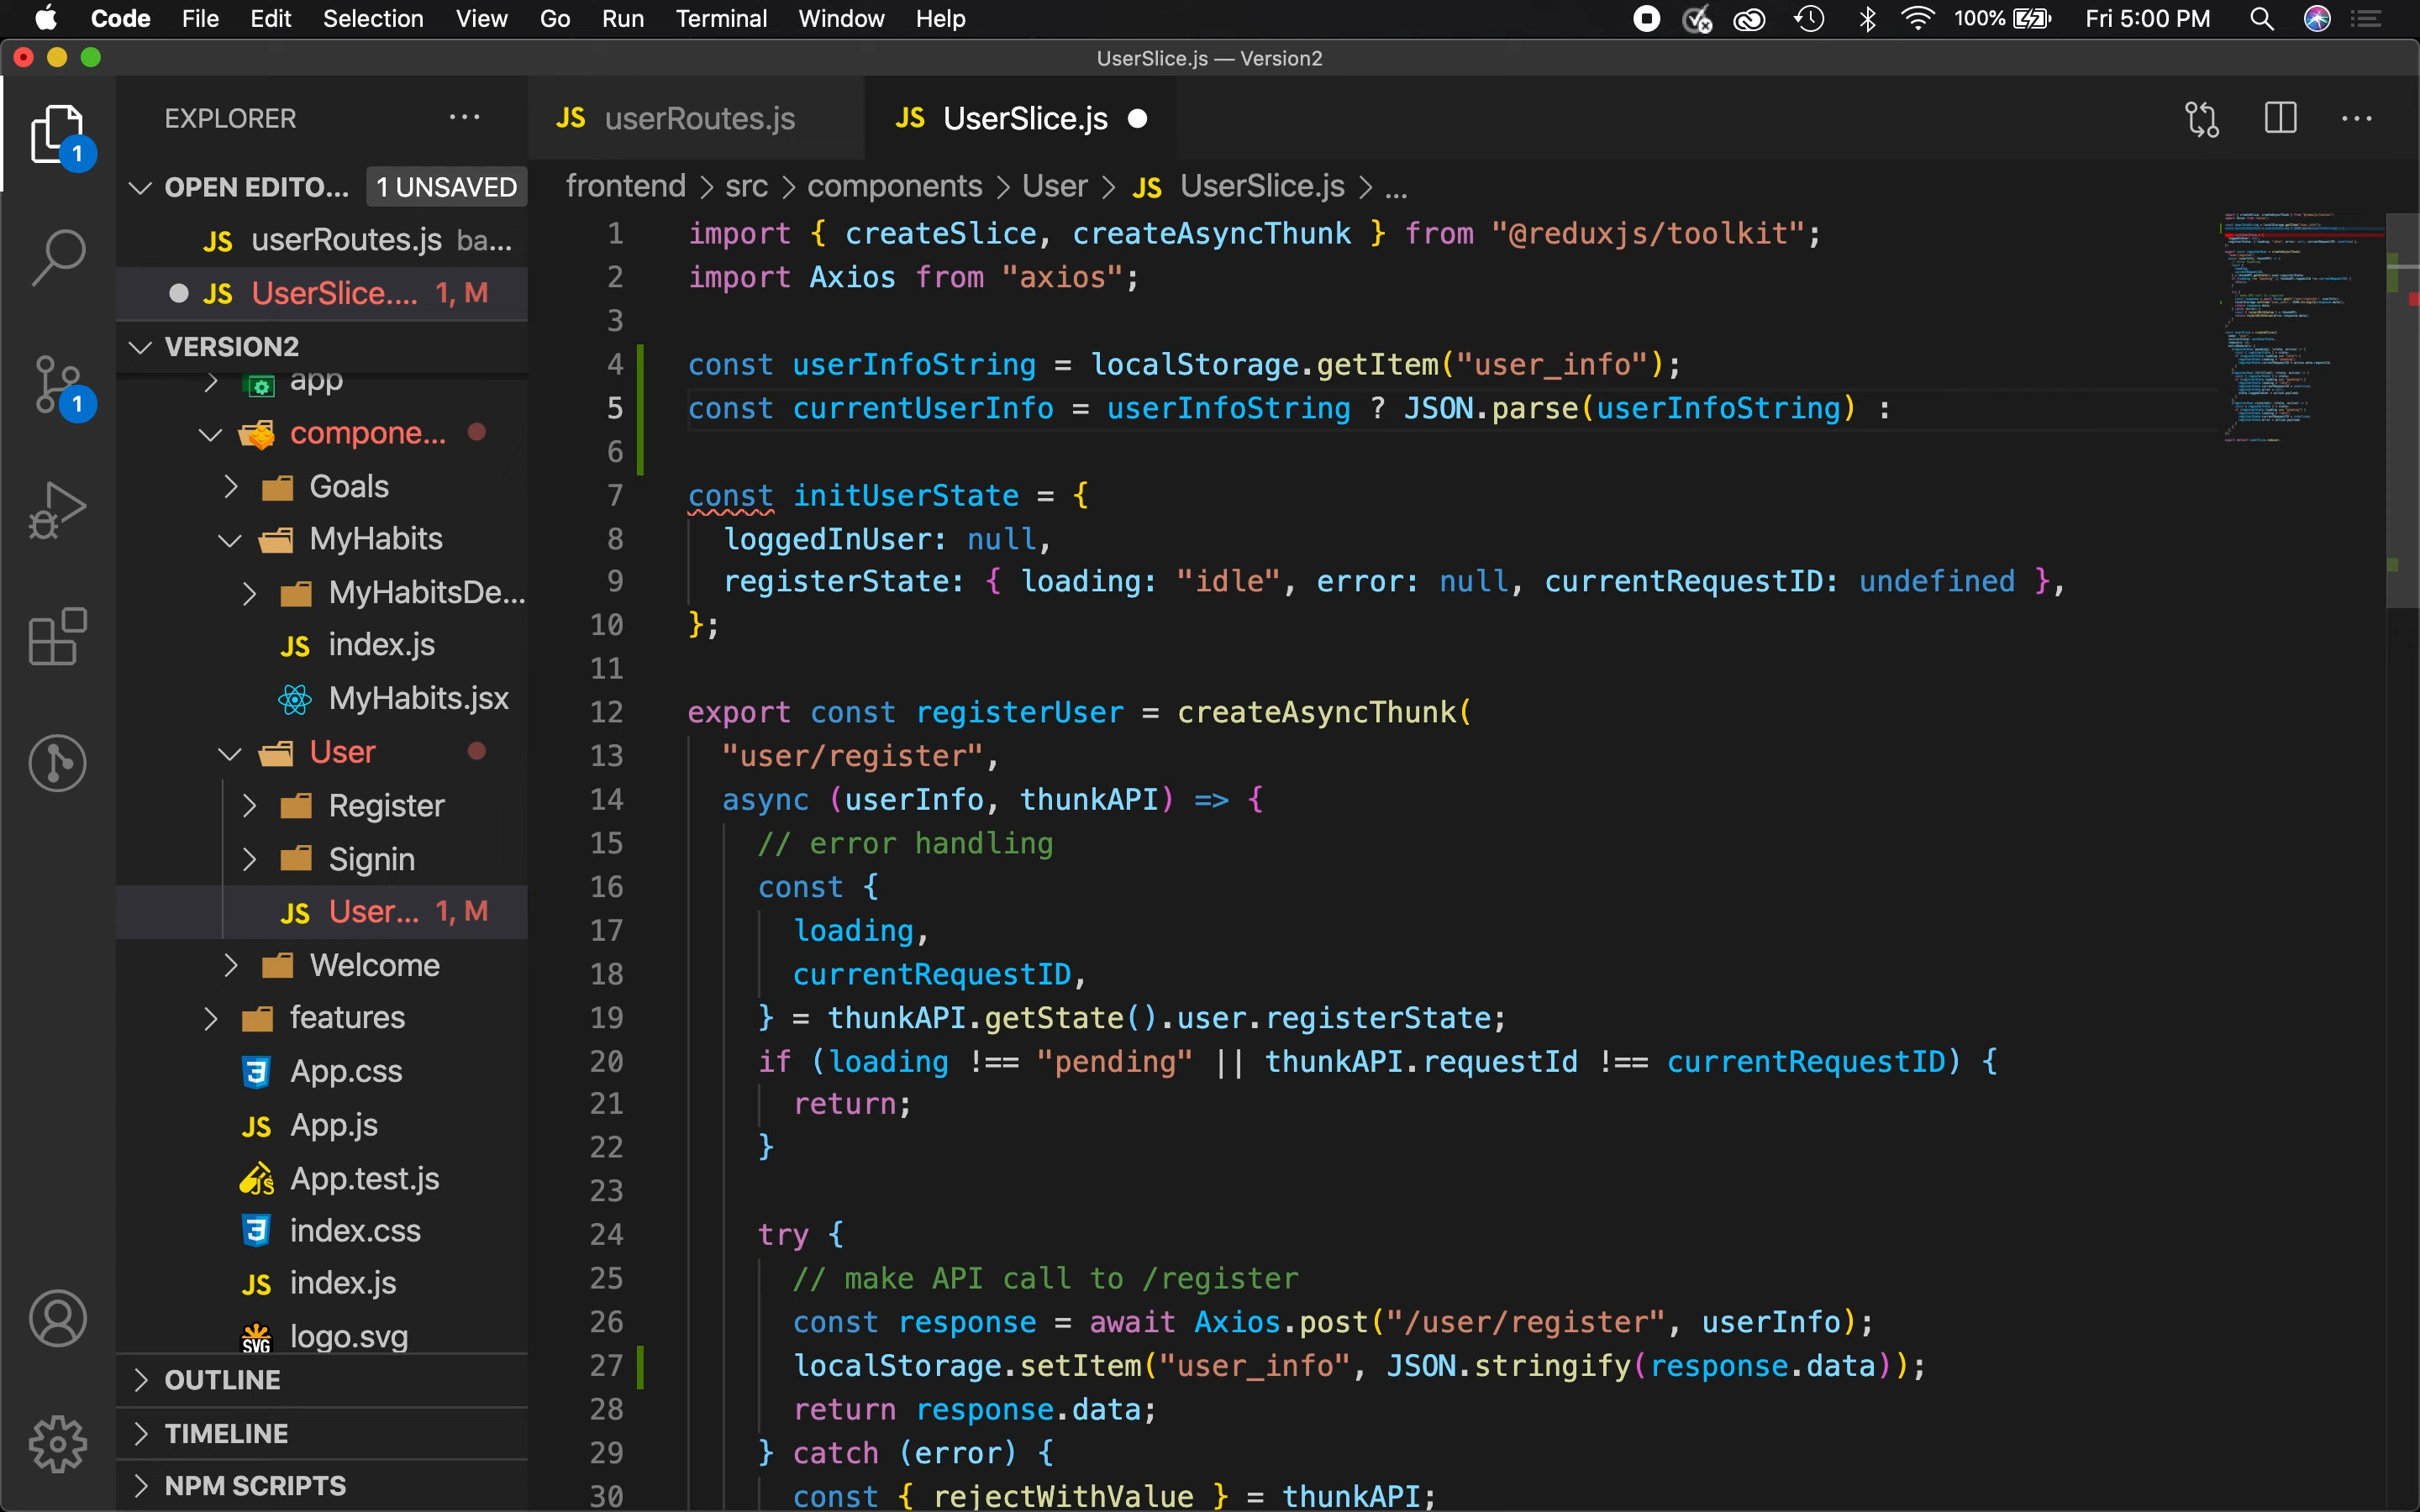 Code File Edit Selection View Go Run Terminal Window Help 100% Fri 5:00 PM
UserSlice.js — Version2
EXPLORER ...
OPEN EDITO... 1 UNSAVED
JS userRoutes.js ba...
JS UserSlice.... 1, M
VERSION2
app
compone...
Goals
MyHabits
MyHabitsDe...
JS index.js
MyHabits.jsx
User
Register
Signin
JS User... 1, M
Welcome
features
App.css
JS App.js
App.test.js
index.css
JS index.js
SVG logo.svg
OUTLINE
TIMELINE
NPM SCRIPTS
1
1
JS userRoutes.js JS UserSlice.js
frontend > src > components > User > JS UserSlice.js > ...
1 import { createSlice, createAsyncThunk } from "@reduxjs/toolkit";
2 import Axios from "axios";
3
4 const userInfoString = localStorage.getItem("user_info");
5 const currentUserInfo = userInfoString ? JSON.parse(userInfoString) :
6
7 const initUserState = {
8 loggedInUser: null,
9 registerState: { loading: "idle", error: null, currentRequestID: undefined },
10 };
11
12 export const registerUser = createAsyncThunk(
13 "user/register",
14 async (userInfo, thunkAPI) => {
15 // error handling
16 const {
17 loading,
18 currentRequestID,
19 } = thunkAPI.getState().user.registerState;
20 if (loading !== "pending" || thunkAPI.requestId !== currentRequestID) {
21 return;
22 }
23
24 try {
25 // make API call to /register
26 const response = await Axios.post("/user/register", userInfo);
27 localStorage.setItem("user_info", JSON.stringify(response.data));
28 return response.data;
29 } catch (error) {
30 const { rejectWithValue } = thunkAPI;